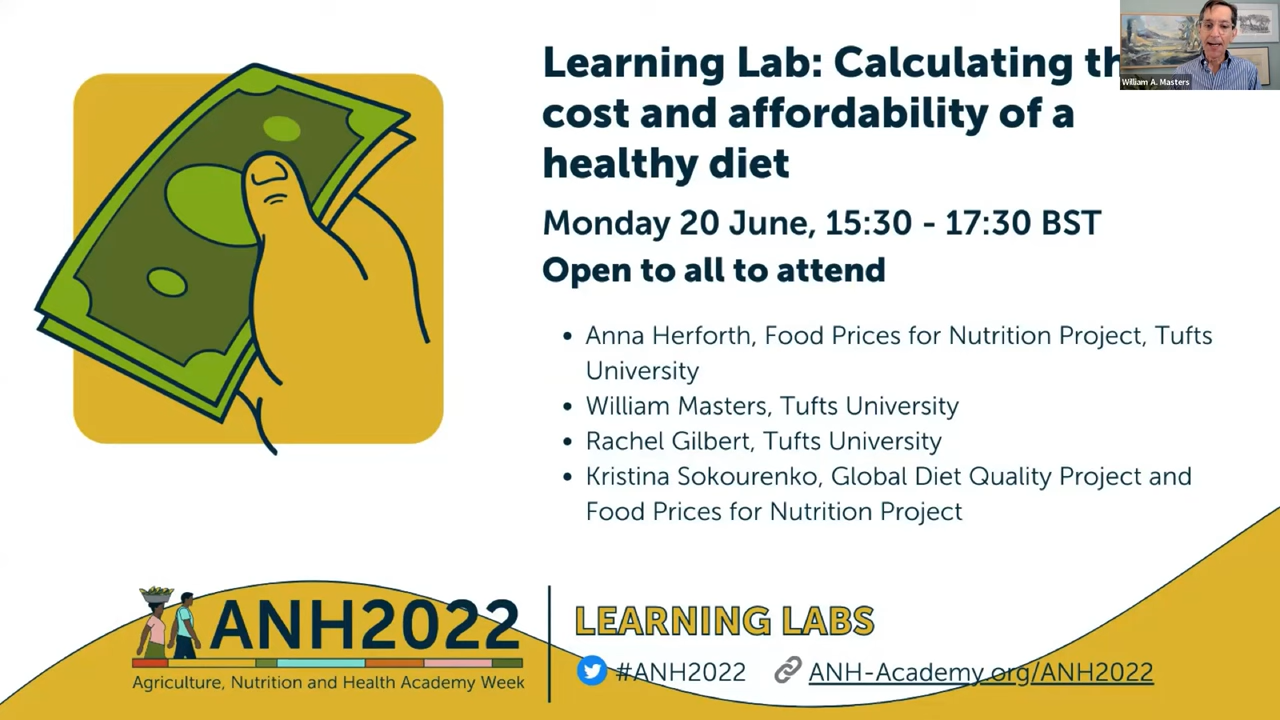 Learning Lab: Calculating th
cost and affordability of a
healthy diet
William A. Masters
Monday 20 June, 15:30 - 17:30 BST
Open to all to attend
• Anna Herforth, Food Prices for Nutrition Project, Tufts
University
• William Masters, Tufts University
• Rachel Gilbert, Tufts University
• Kristina Sokourenko, Global Diet Quality Project and
Food Prices for Nutrition Project
ANH2022
Agriculture, Nutrition and Health Academy Week
LEARNING LABS
#ANH2022
ANH-Academy.org/ANH2022